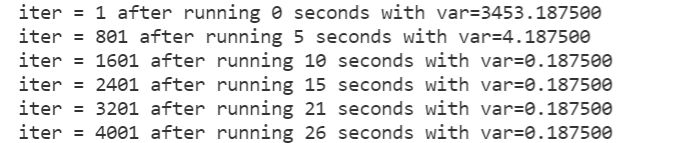 iter = 1 after running 0 seconds with var=3453.187500
iter = 801 after running 5 seconds with var=4.187500
iter = 1601 after running 10 seconds with var=0.187500
iter = 2401 after running 15 seconds with var=0.187500
iter = 3201 after running 21 seconds with var=0.187500
iter = 4001 after running 26 seconds with var=0.187500